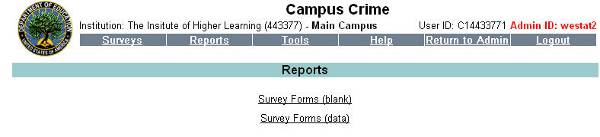 Campus Crime
Institution: The Insitute of Higher Learning (443377) - Main Campus User ID: C14433771 Admin ID: westat2
Surveys Reports Tools Help Return to Admin Logout
Reports
Survey Forms (blank)
Survey Forms (data)